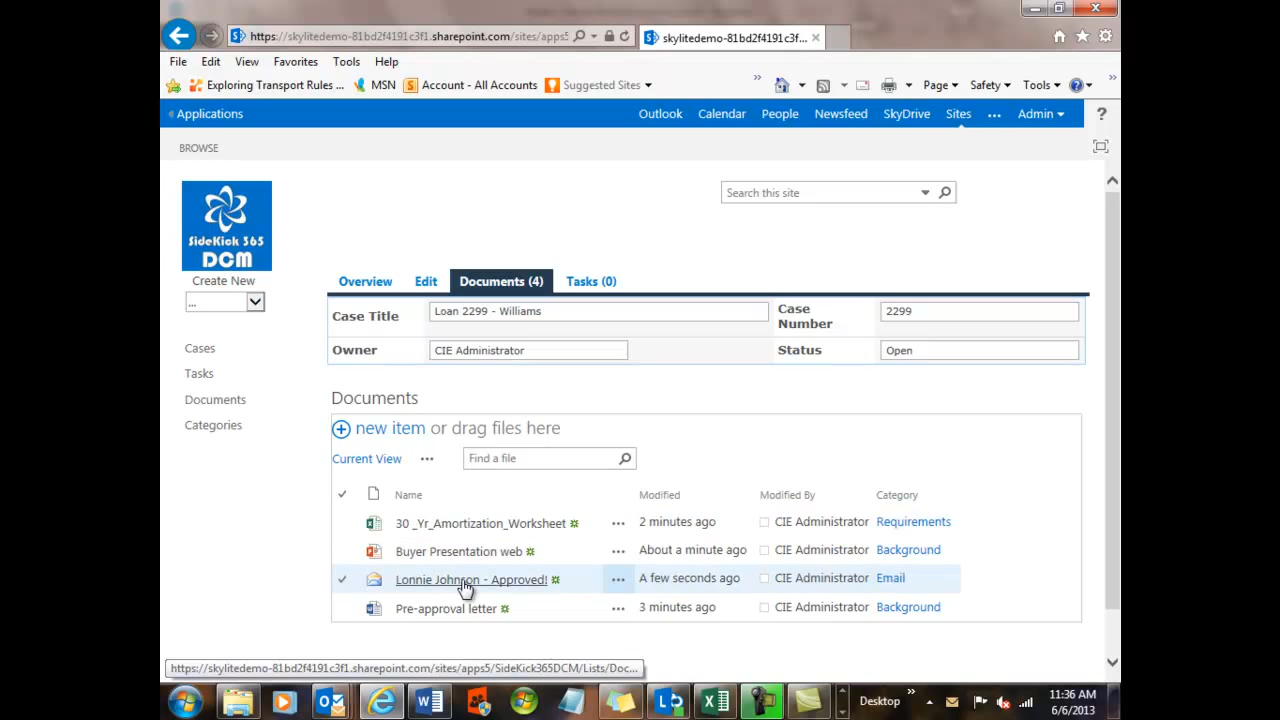 https://skylitedemo-81bd2f4191c3f1.sharepoint.com/sites/apps5
skylitedemo-81bd2f4191c3f...
File Edit View Favorites Tools Help
Exploring Transport Rules ... MSN Account - All Accounts Suggested Sites
Page Safety Tools
Applications Outlook Calendar People Newsfeed SkyDrive Sites ... Admin ?
BROWSE
SideKick 365
DCM
Search this site
Create New
...
Overview Edit Documents (4) Tasks (0)
Case Title Loan 2299 - Williams Case Number 2299
Owner CIE Administrator Status Open
Cases
Tasks
Documents
Categories
Documents
new item or drag files here
Current View ... Find a file
Name Modified Modified By Category
30 _Yr_Amortization_Worksheet ... 2 minutes ago CIE Administrator Requirements
Buyer Presentation web ... About a minute ago CIE Administrator Background
Lonnie Johnson - Approved! ... A few seconds ago CIE Administrator Email
Pre-approval letter ... 3 minutes ago CIE Administrator Background
https://skylitedemo-81bd2f4191c3f1.sharepoint.com/sites/apps5/SideKick365DCM/Lists/Doc...
Desktop
11:36 AM
6/6/2013